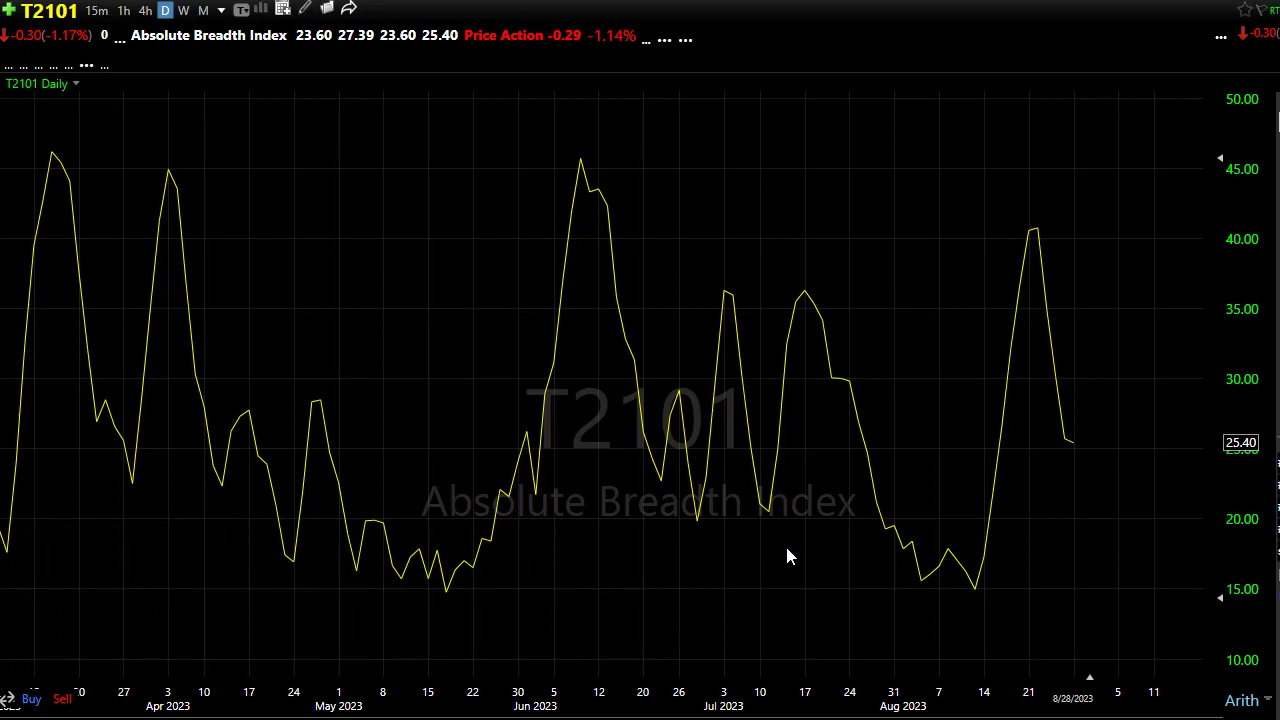 T2101 15m 1h 4h D W M T RT
-0.30(-1.17%) 0 ... Absolute Breadth Index 23.60 27.39 23.60 25.40 Price Action -0.29 -1.14% ... ... ... ... -0.30(
... ... ... ... ... ... ...
T2101 Daily
50.00
45.00
40.00
35.00
30.00
25.40
25.00
20.00
15.00
10.00
T2101
Absolute Breadth Index
27 3 10 17 24 1 8 15 22 30 5 12 20 26 3 10 17 24 31 7 14 21 8/28/2023 5 11
Buy Sell
Apr 2023 May 2023 Jun 2023 Jul 2023 Aug 2023
Arith